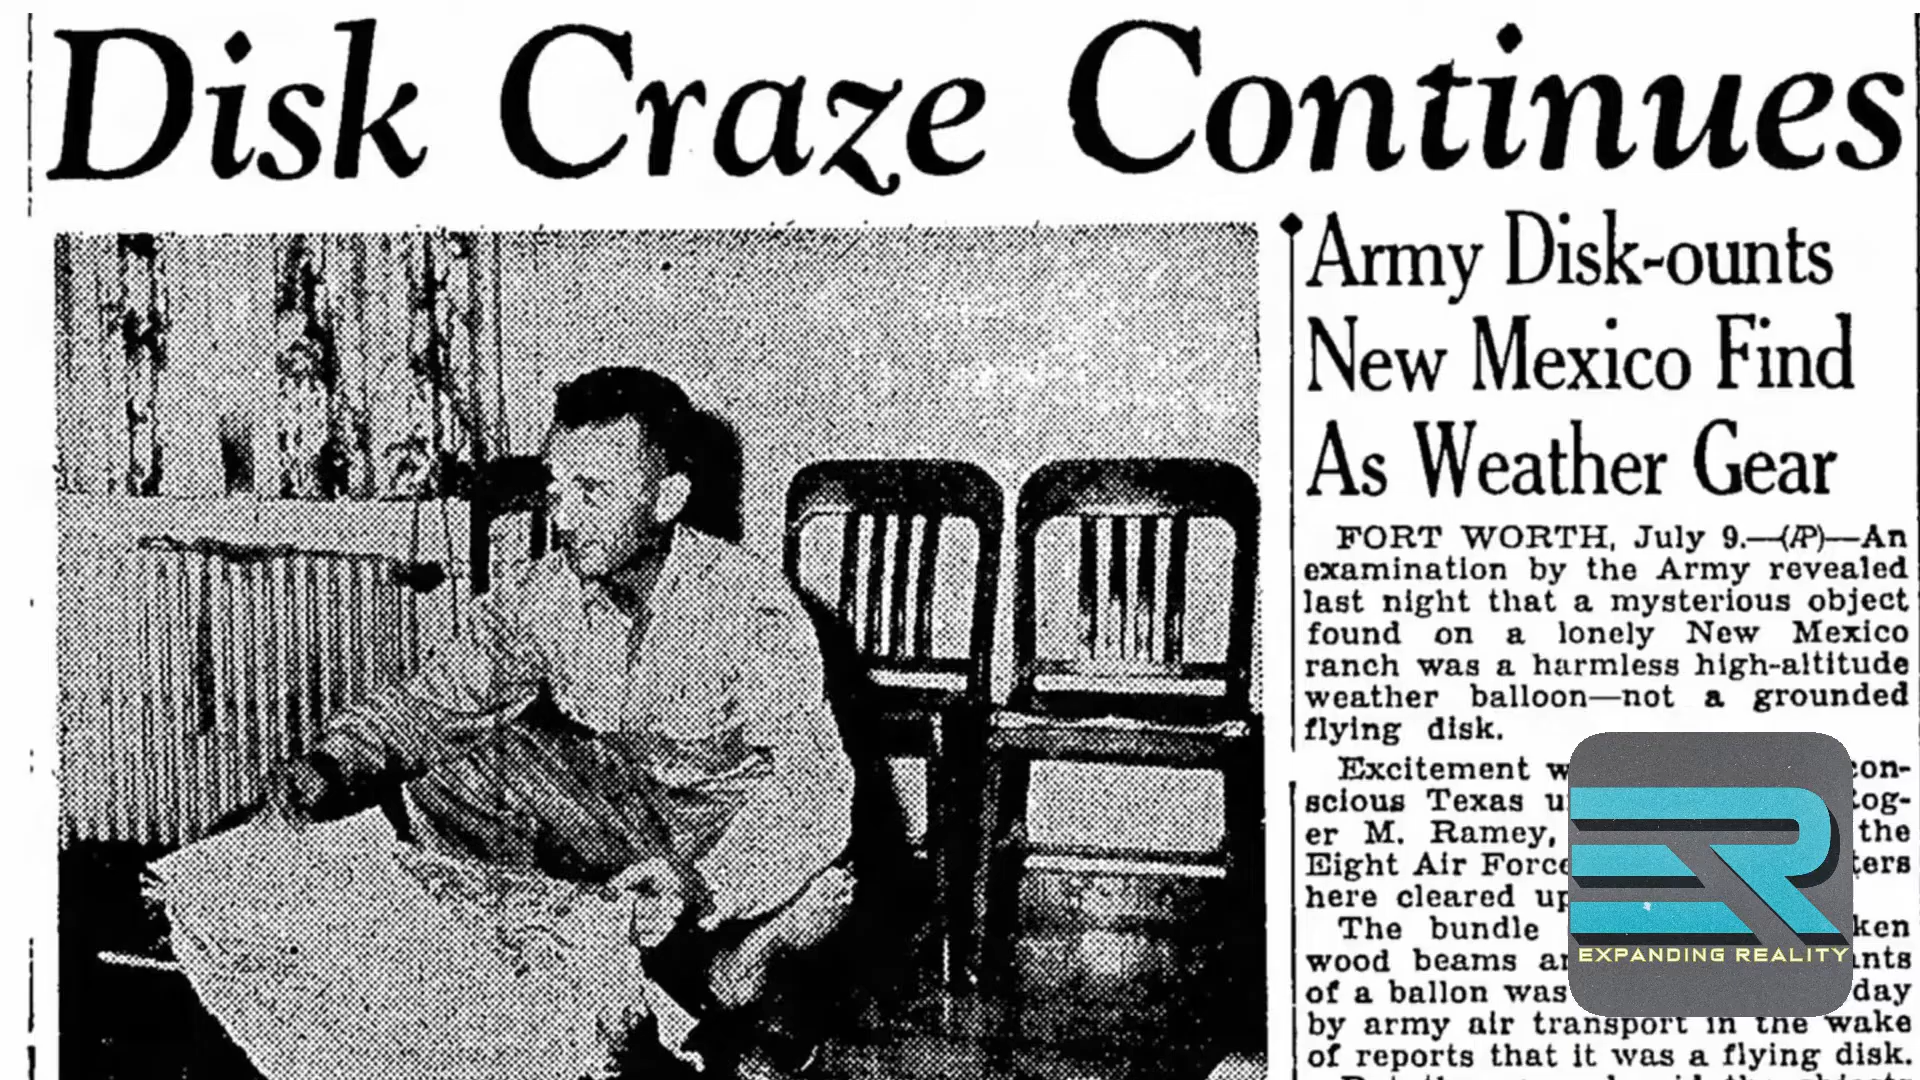 Disk Craze Continues
Army Disk-ounts
New Mexico Find
As Weather Gear
FORT WORTH, July 9.—(AP)—An
examination by the Army revealed
last night that a mysterious object
found on a lonely New Mexico
ranch was a harmless high-altitude
weather balloon—not a grounded
flying disk.
Excitement con-
scious Texas
er M. Ramey, the
Eight Air Force
here cleared
The bundle
wood beams
of a ballon was day
by army air transport in the wake
of reports that it was a flying disk.
EXPANDING REALITY